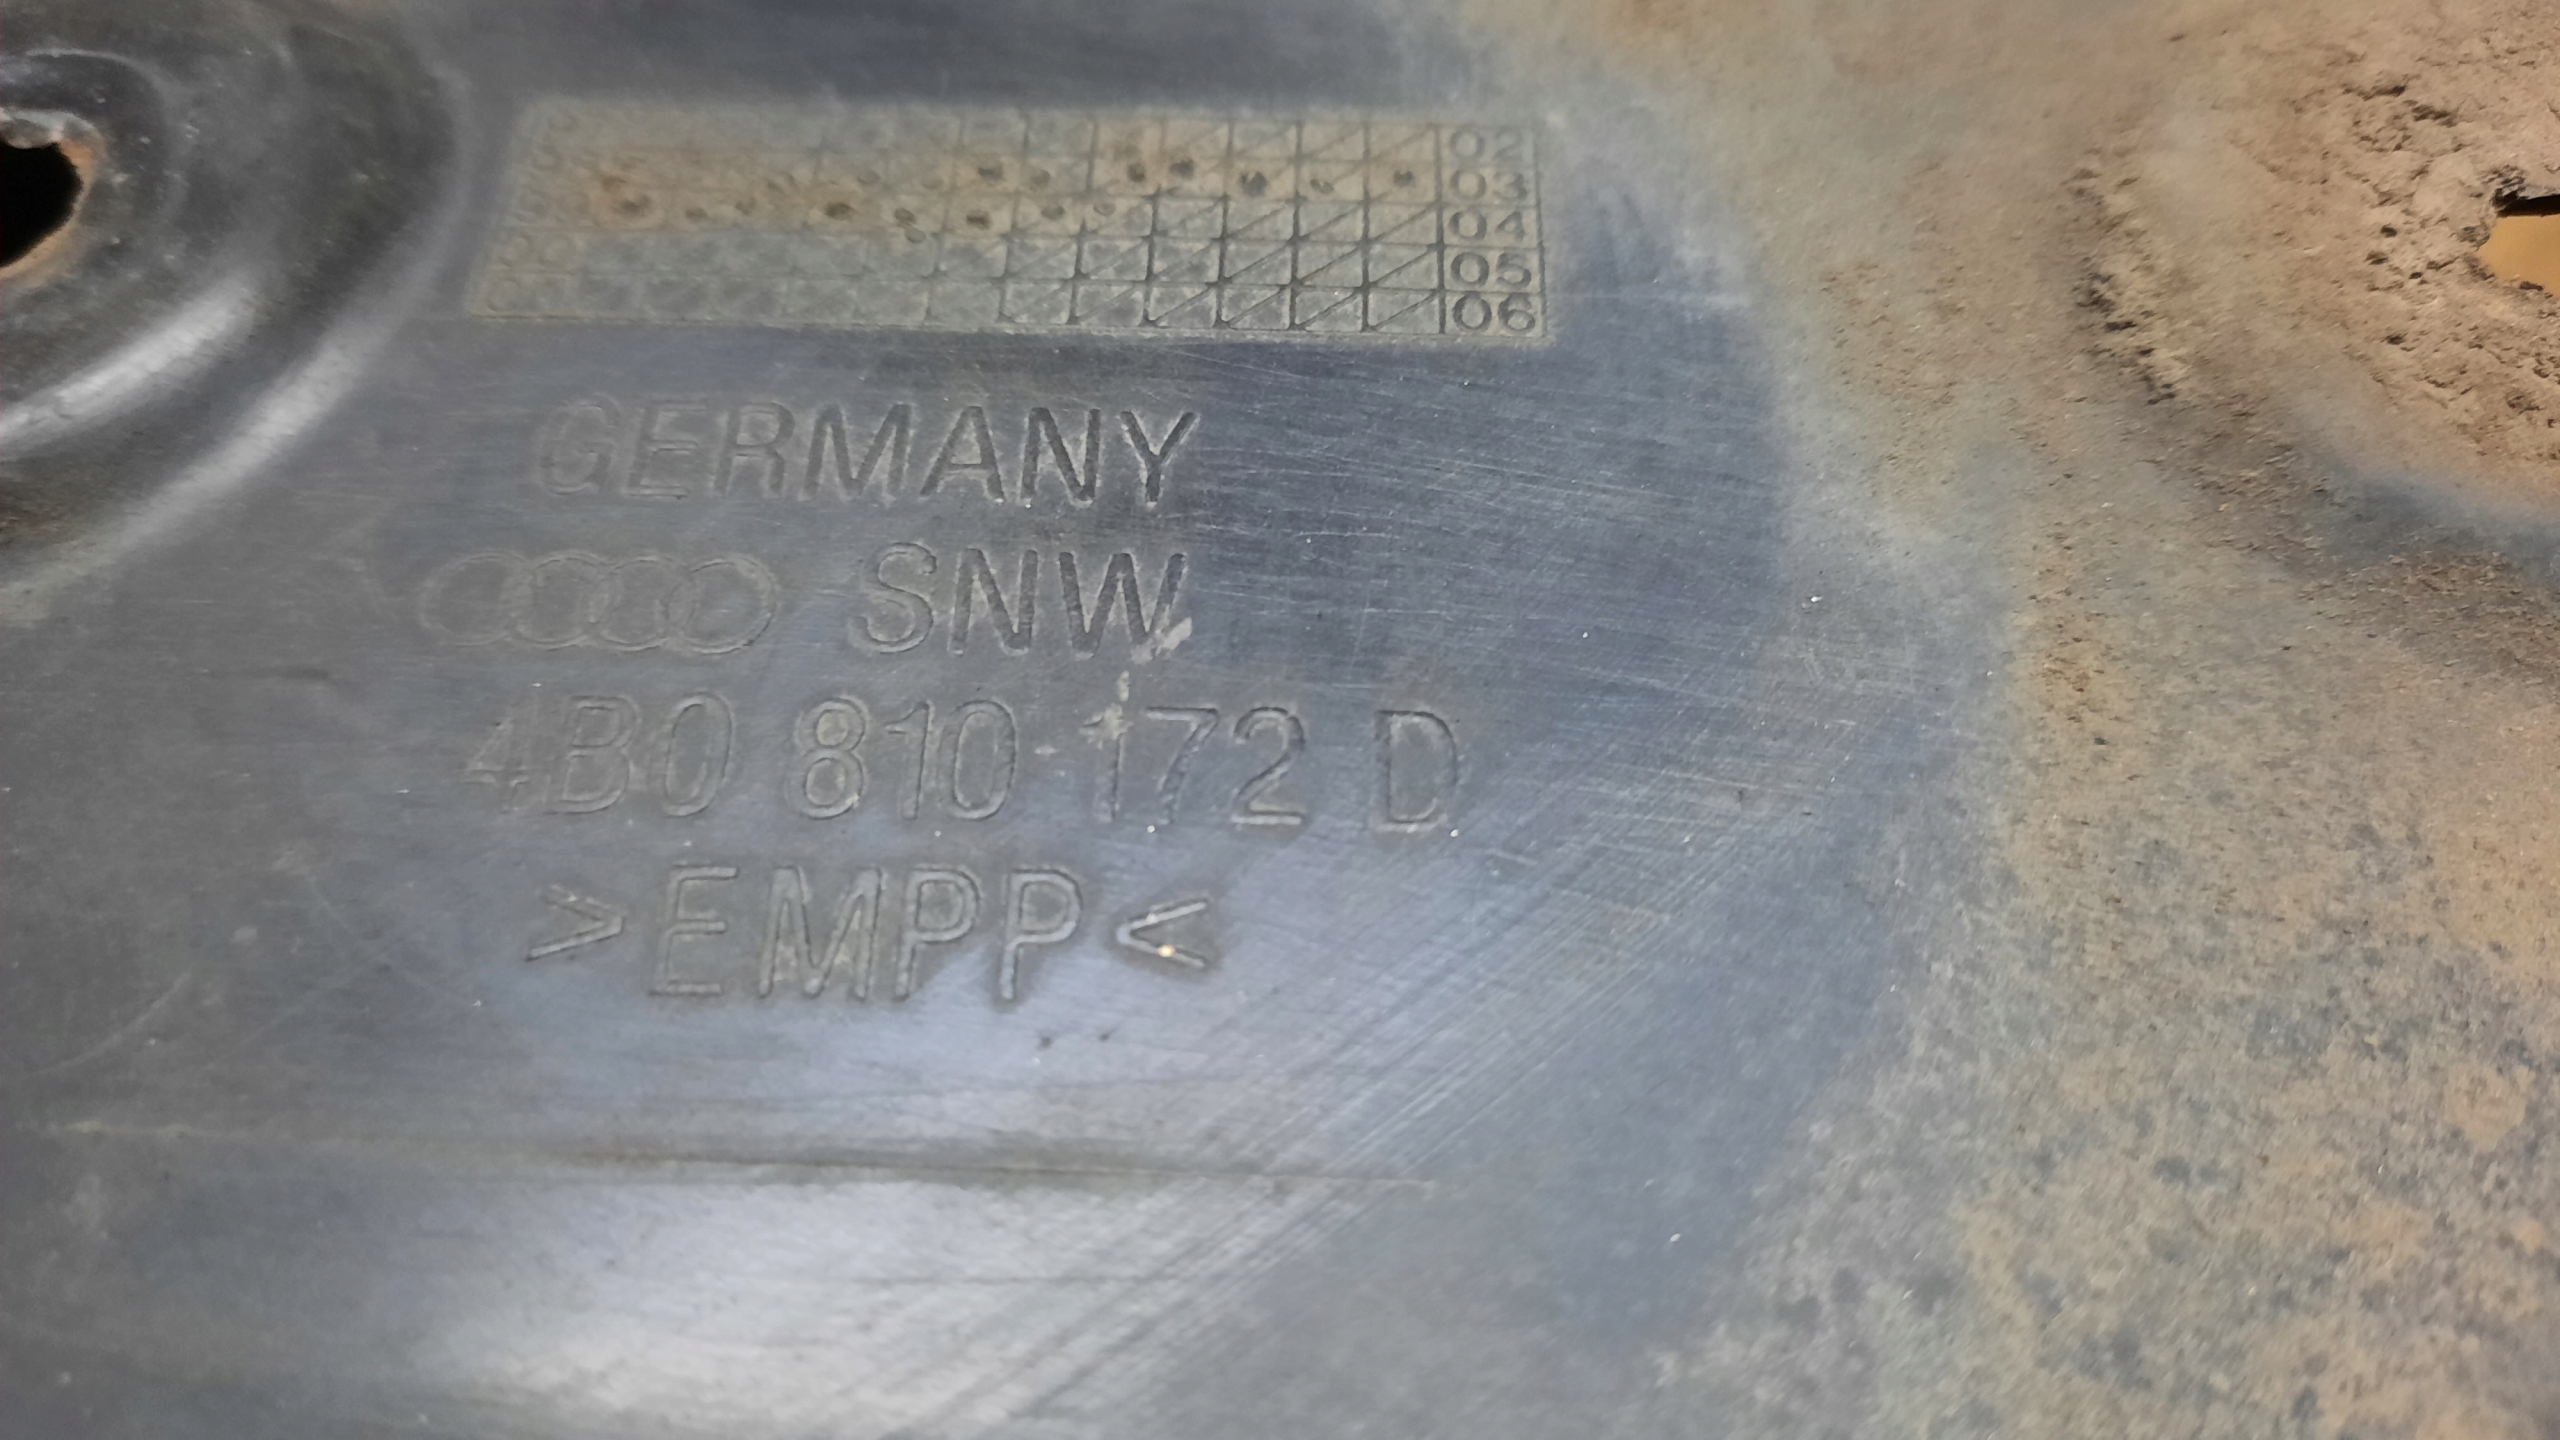 02
03
04
05
06
GERMANY
SNW
4B0 810 172 D
>EMPP<